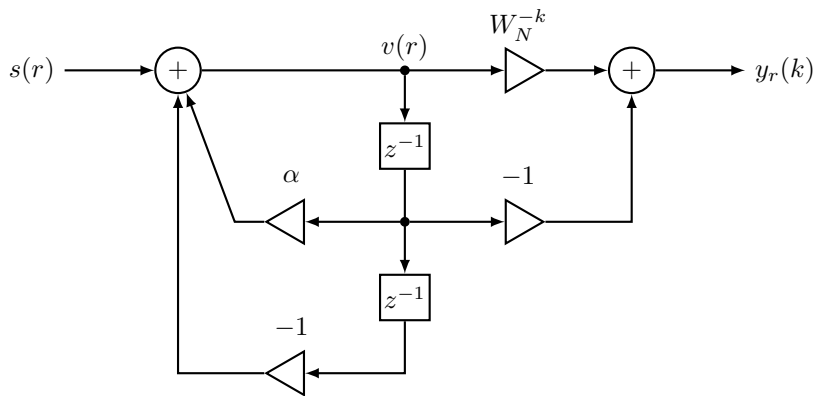 W_N^{-k}
s(r) + v(r) + y_r(k)
z^{-1}
α -1
z^{-1}
-1